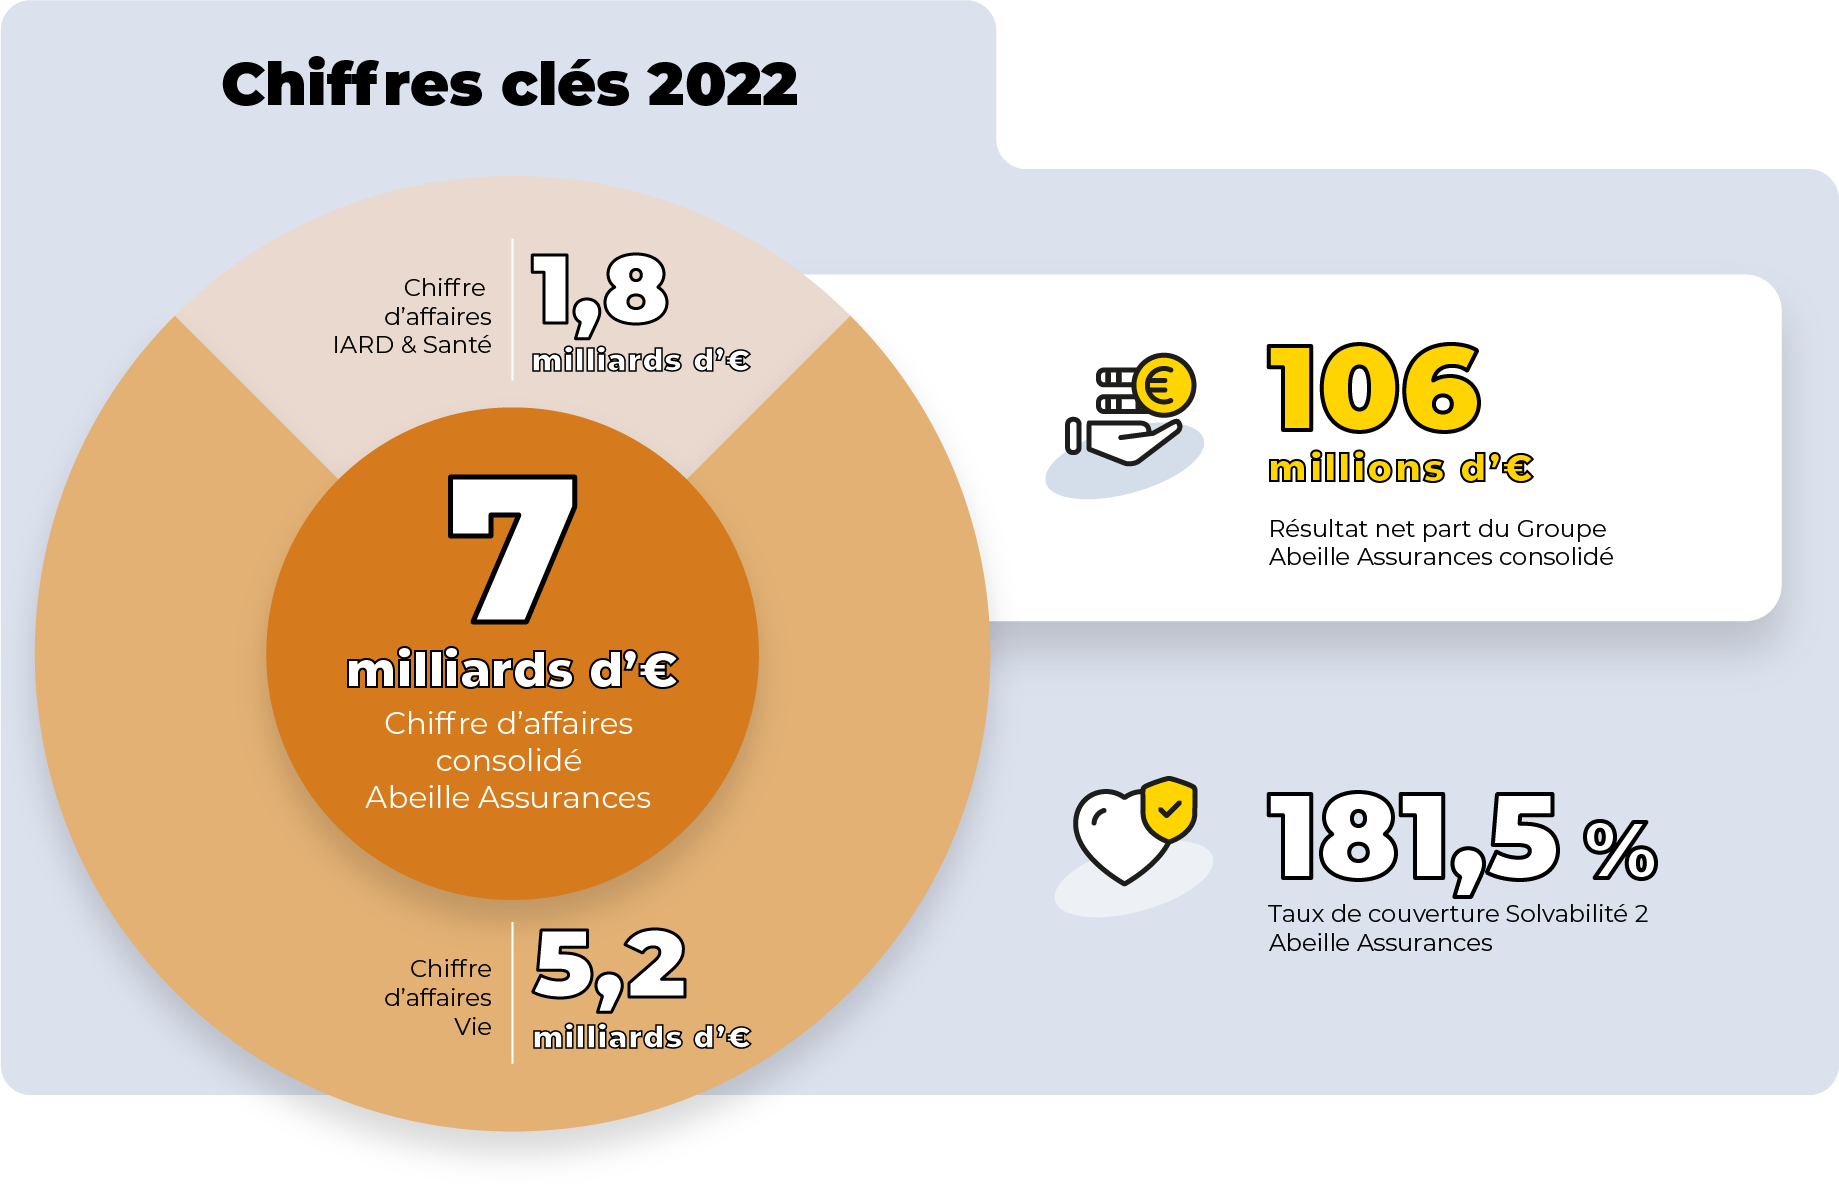 Chiffres clés 2022
Chiffre
d’affaires
IARD & Santé
1,8
milliards d’€
7
milliards d’€
Chiffre d’affaires
consolidé
Abeille Assurances
Chiffre
d’affaires
Vie
5,2
milliards d’€
€
106
millions d’€
Résultat net part du Groupe
Abeille Assurances consolidé
181,5 %
Taux de couverture Solvabilité 2
Abeille Assurances